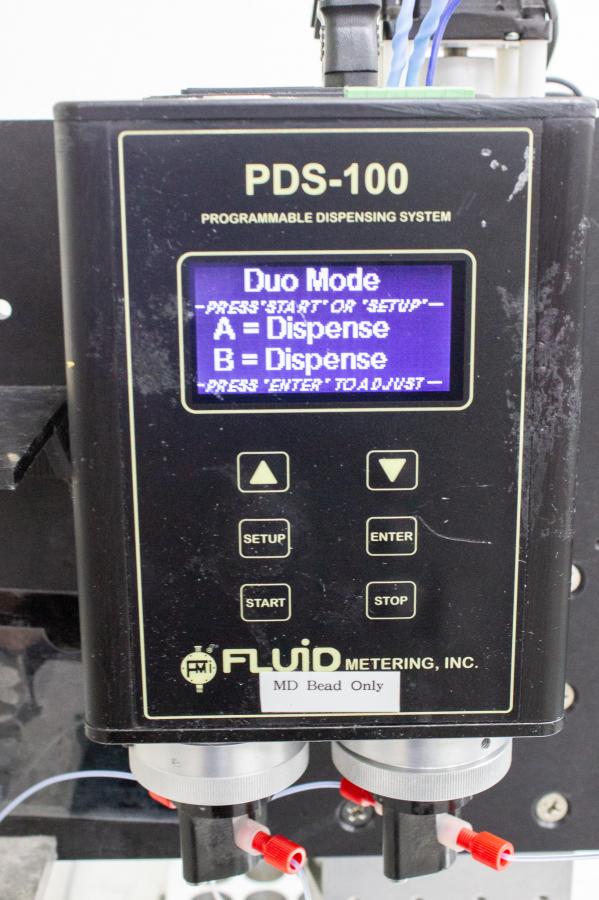 PDS-100
PROGRAMMABLE DISPENSING SYSTEM
Duo Mode
-PRESS "START" OR "SETUP"-
A = Dispense
B = Dispense
-PRESS "ENTER" TO ADJUST-
SETUP
ENTER
START
STOP
FMI FLUID METERING, INC.
MD Bead Only